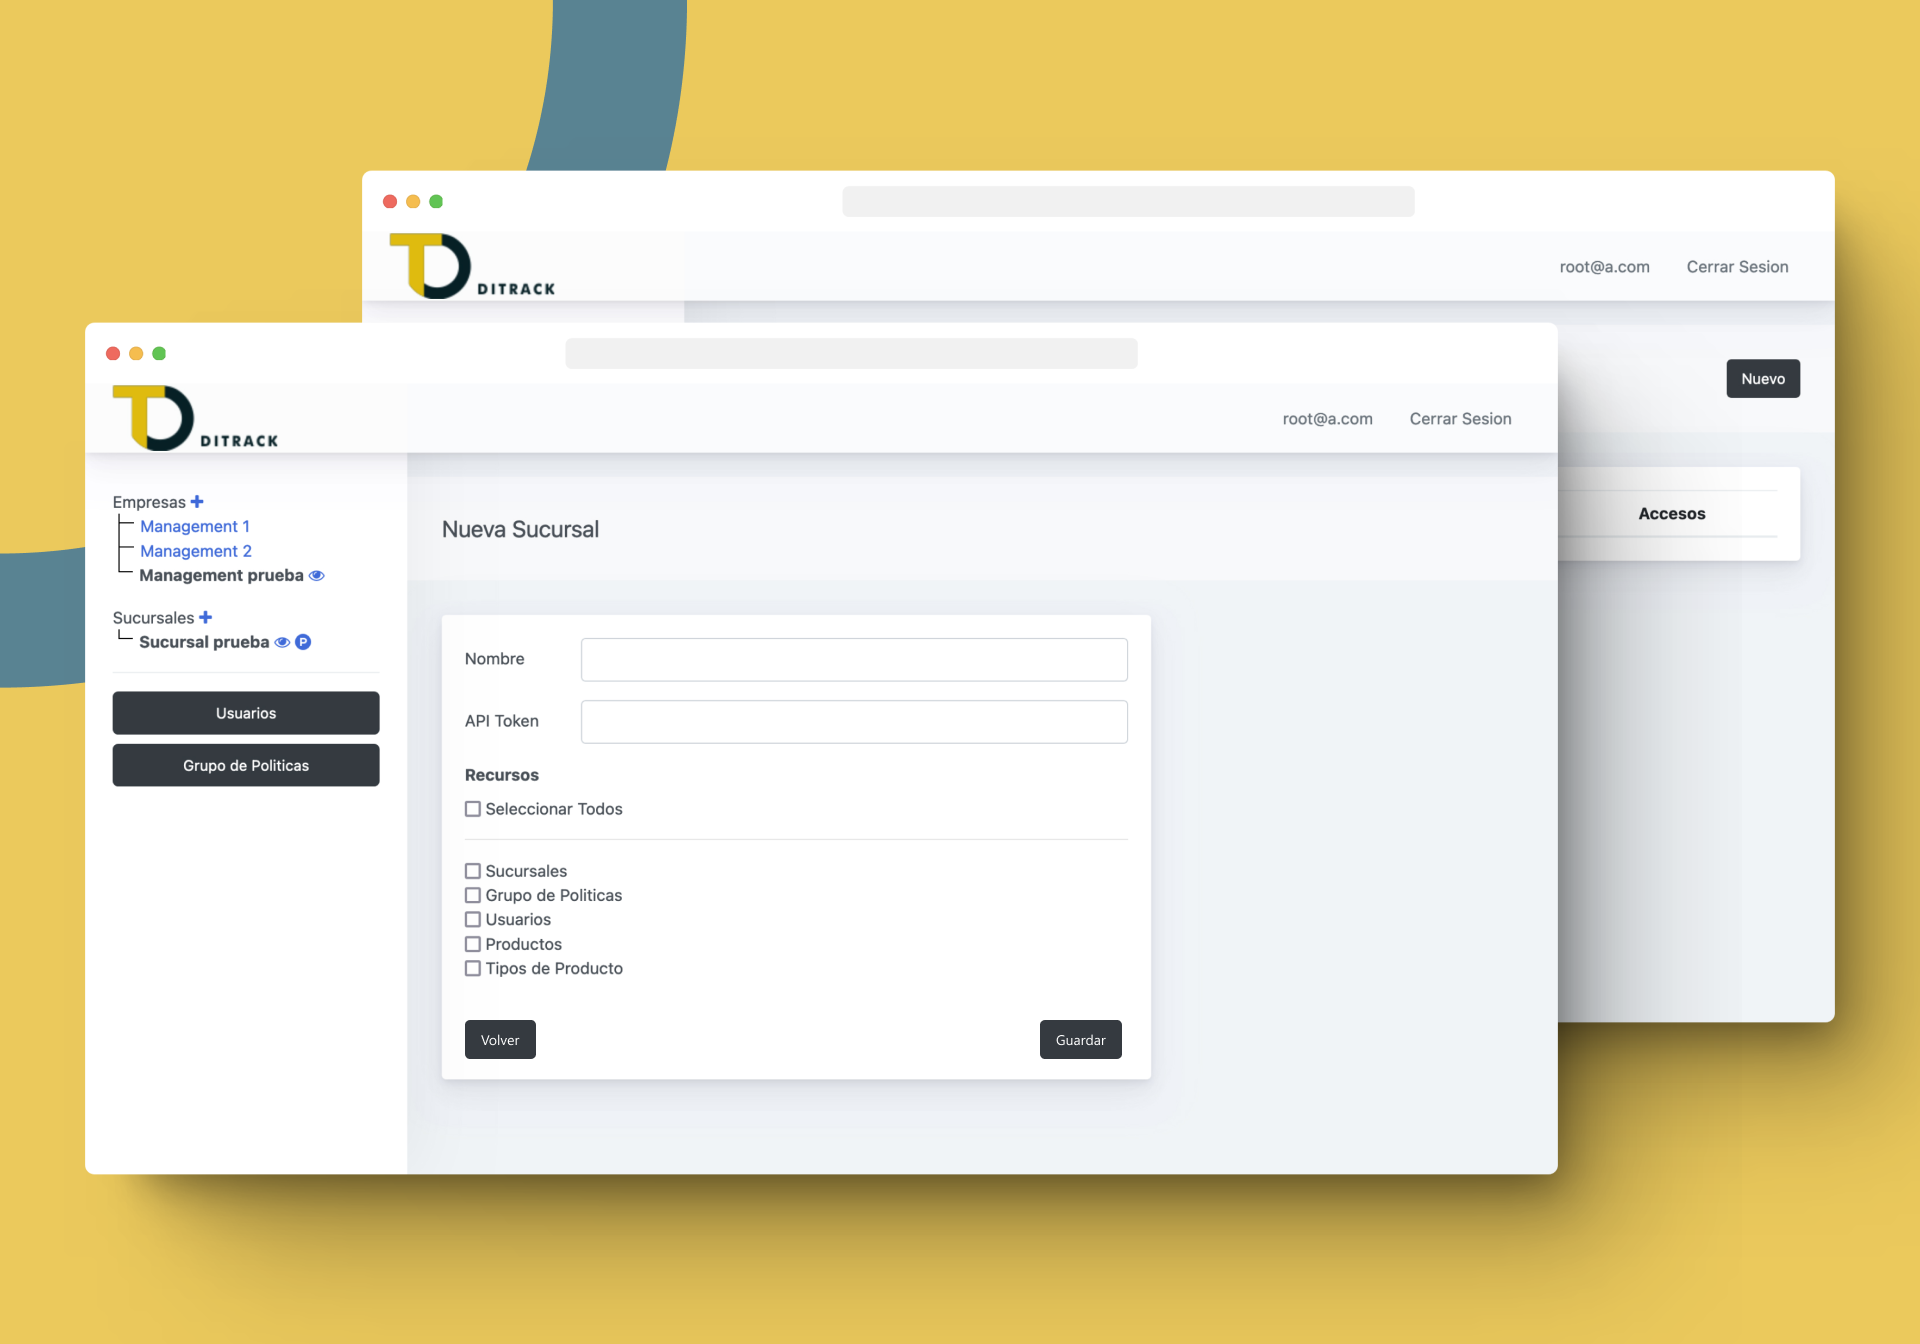 DITRACK
root@a.com Cerrar Sesion
Nuevo
Accesos
DITRACK
root@a.com Cerrar Sesion
Empresas
Management 1
Management 2
Management prueba
Sucursales
Sucursal prueba P
Usuarios
Grupo de Politicas
Nueva Sucursal
Nombre
API Token
Recursos
Seleccionar Todos
Sucursales
Grupo de Politicas
Usuarios
Productos
Tipos de Producto
Volver Guardar